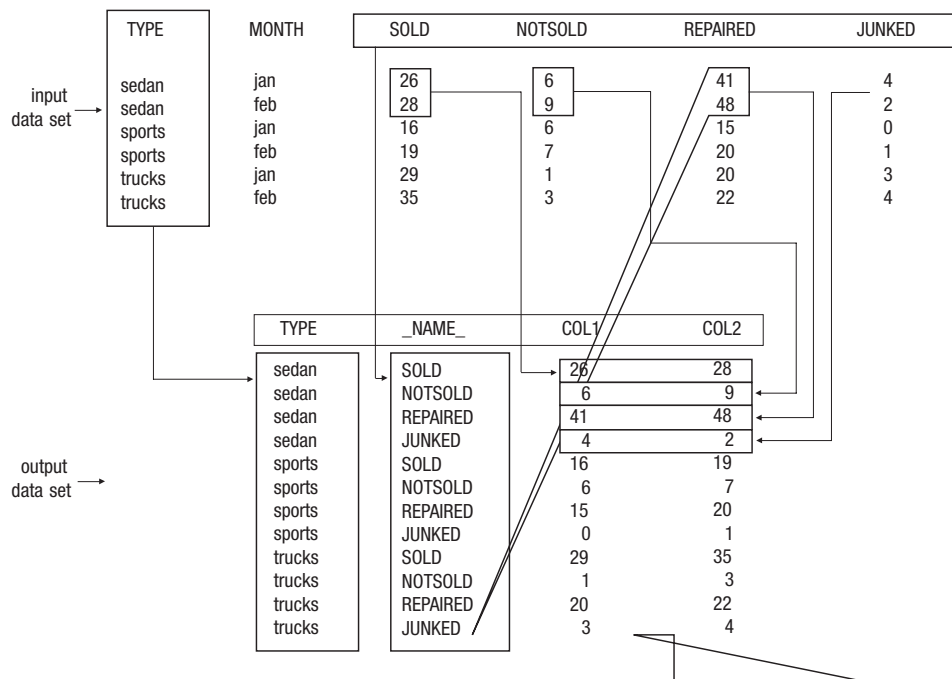 TYPE MONTH SOLD NOTSOLD REPAIRED JUNKED
input data set
sedan jan 26 6 41 4
sedan feb 28 9 48 2
sports jan 16 6 15 0
sports feb 19 7 20 1
trucks jan 29 1 20 3
trucks feb 35 3 22 4
TYPE _NAME_ COL1 COL2
sedan SOLD 26 28
sedan NOTSOLD 6 9
sedan REPAIRED 41 48
sedan JUNKED 4 2
output data set
sports SOLD 16 19
sports NOTSOLD 6 7
sports REPAIRED 15 20
sports JUNKED 0 1
trucks SOLD 29 35
trucks NOTSOLD 1 3
trucks REPAIRED 20 22
trucks JUNKED 3 4